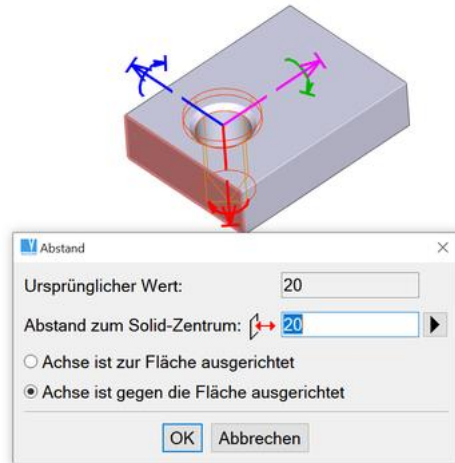 Abstand
Ursprünglicher Wert: 20
Abstand zum Solid-Zentrum: 20
Achse ist zur Fläche ausgerichtet
Achse ist gegen die Fläche ausgerichtet
OK Abbrechen